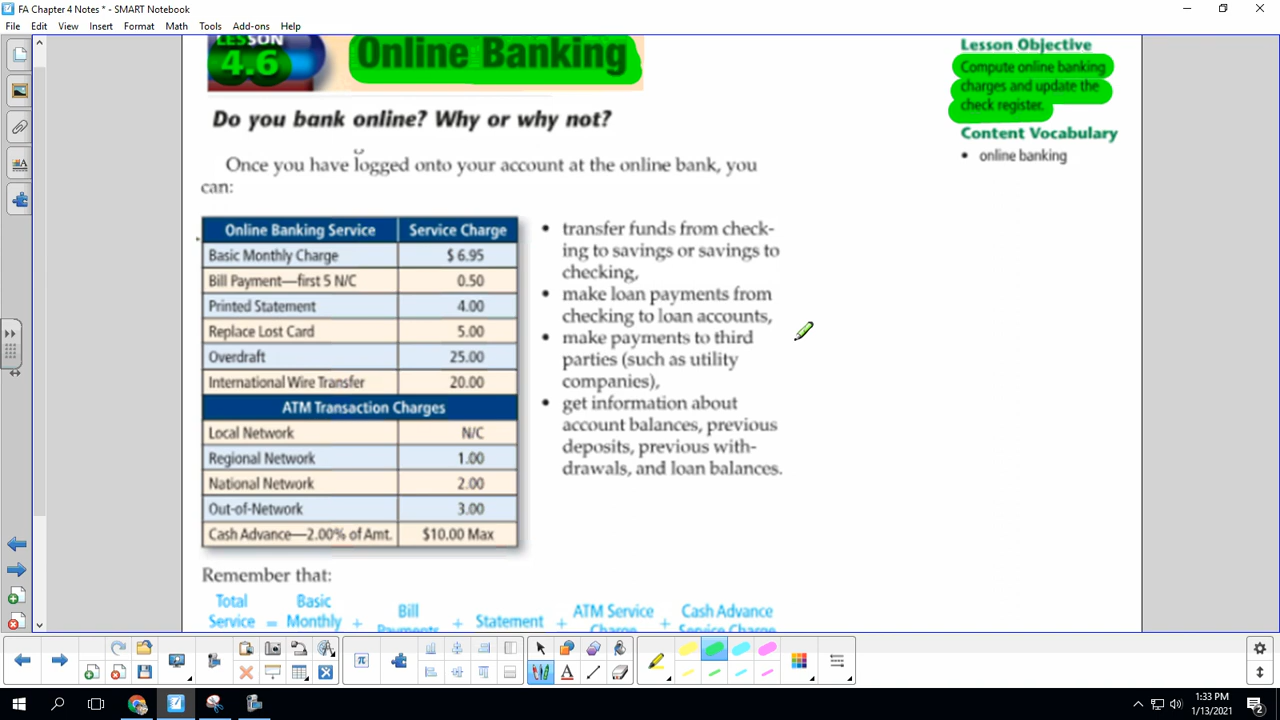 FA Chapter 4 Notes * - SMART Notebook
File Edit View Insert Format Math Tools Add-ons Help
LESSON
4.6
Online Banking
Lesson Objective
Compute online banking
charges and update the
check register.
Content Vocabulary
• online banking
Do you bank online? Why or why not?
Once you have logged onto your account at the online bank, you
can:
Online Banking Service Service Charge
Basic Monthly Charge $ 6.95
Bill Payment—first 5 N/C 0.50
Printed Statement 4.00
Replace Lost Card 5.00
Overdraft 25.00
International Wire Transfer 20.00
ATM Transaction Charges
Local Network N/C
Regional Network 1.00
National Network 2.00
Out-of-Network 3.00
Cash Advance—2.00% of Amt. $10.00 Max
• transfer funds from check-
ing to savings or savings to
checking,
• make loan payments from
checking to loan accounts,
• make payments to third
parties (such as utility
companies),
• get information about
account balances, previous
deposits, previous with-
drawals, and loan balances.
Remember that:
Total Basic
Service = Monthly + Bill + Statement + ATM Service + Cash Advance
Payments Charge Service Charge
1:33 PM
1/13/2021